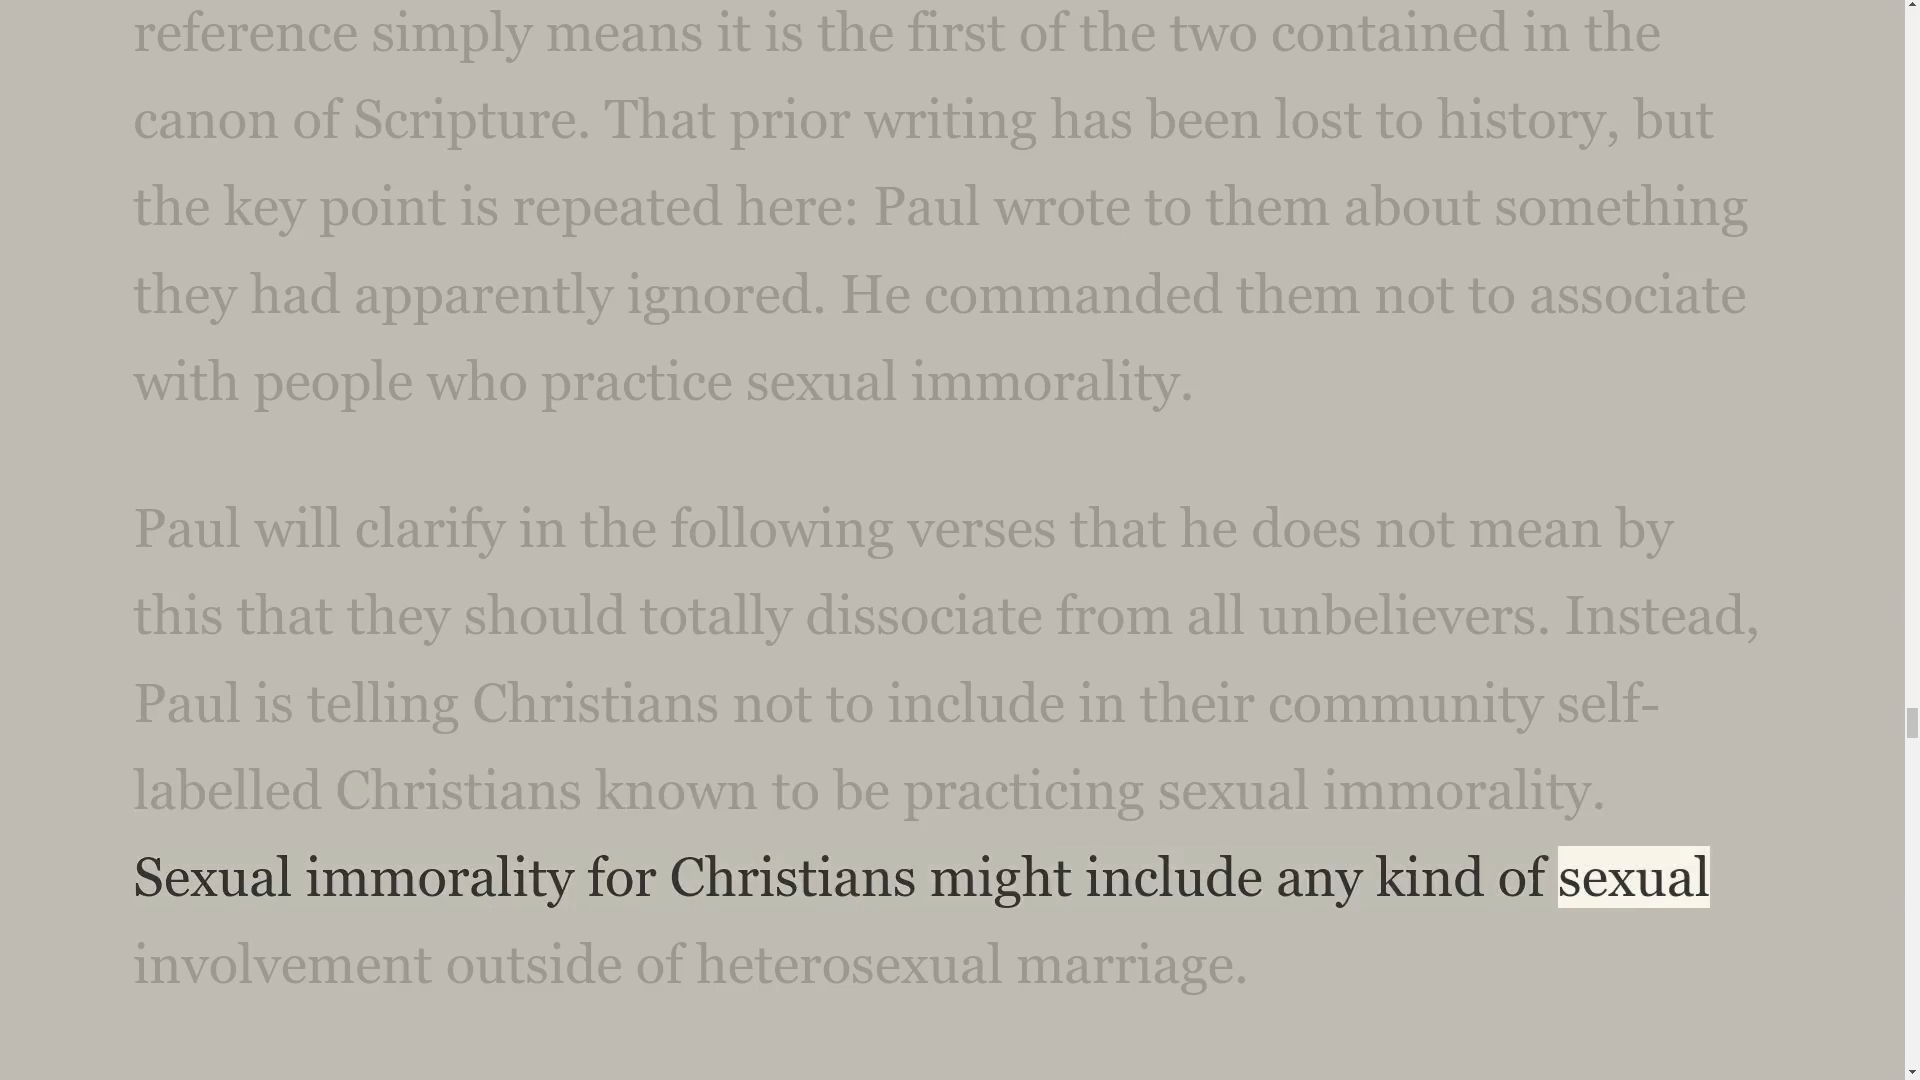 reference simply means it is the first of the two contained in the
canon of Scripture. That prior writing has been lost to history, but
the key point is repeated here: Paul wrote to them about something
they had apparently ignored. He commanded them not to associate
with people who practice sexual immorality.
Paul will clarify in the following verses that he does not mean by
this that they should totally dissociate from all unbelievers. Instead,
Paul is telling Christians not to include in their community self-
labelled Christians known to be practicing sexual immorality.
Sexual immorality for Christians might include any kind of sexual
involvement outside of heterosexual marriage.